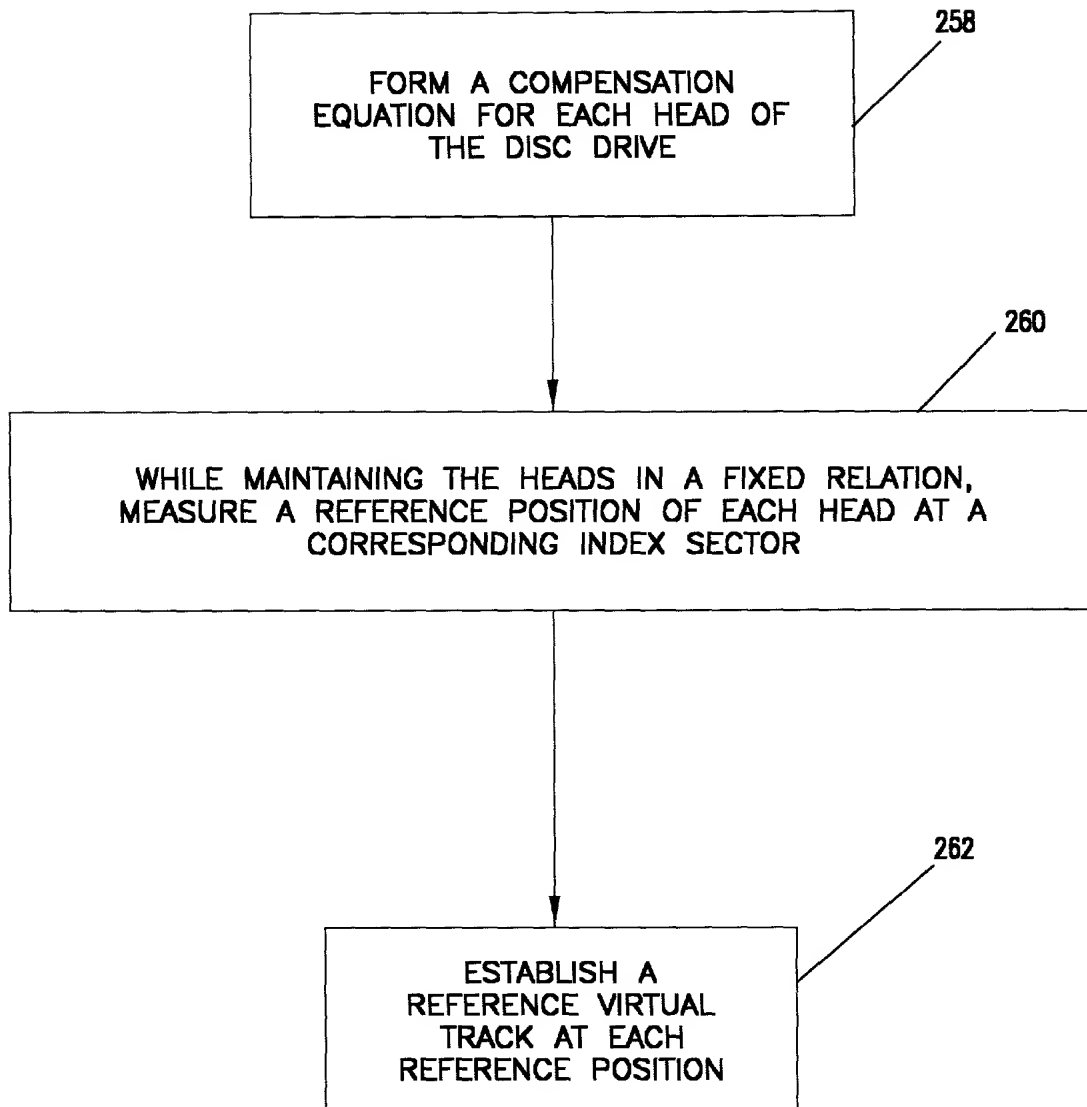 258
FORM A COMPENSATION
EQUATION FOR EACH HEAD OF
THE DISC DRIVE
260
WHILE MAINTAINING THE HEADS IN A FIXED RELATION,
MEASURE A REFERENCE POSITION OF EACH HEAD AT A
CORRESPONDING INDEX SECTOR
262
ESTABLISH A
REFERENCE VIRTUAL
TRACK AT EACH
REFERENCE POSITION